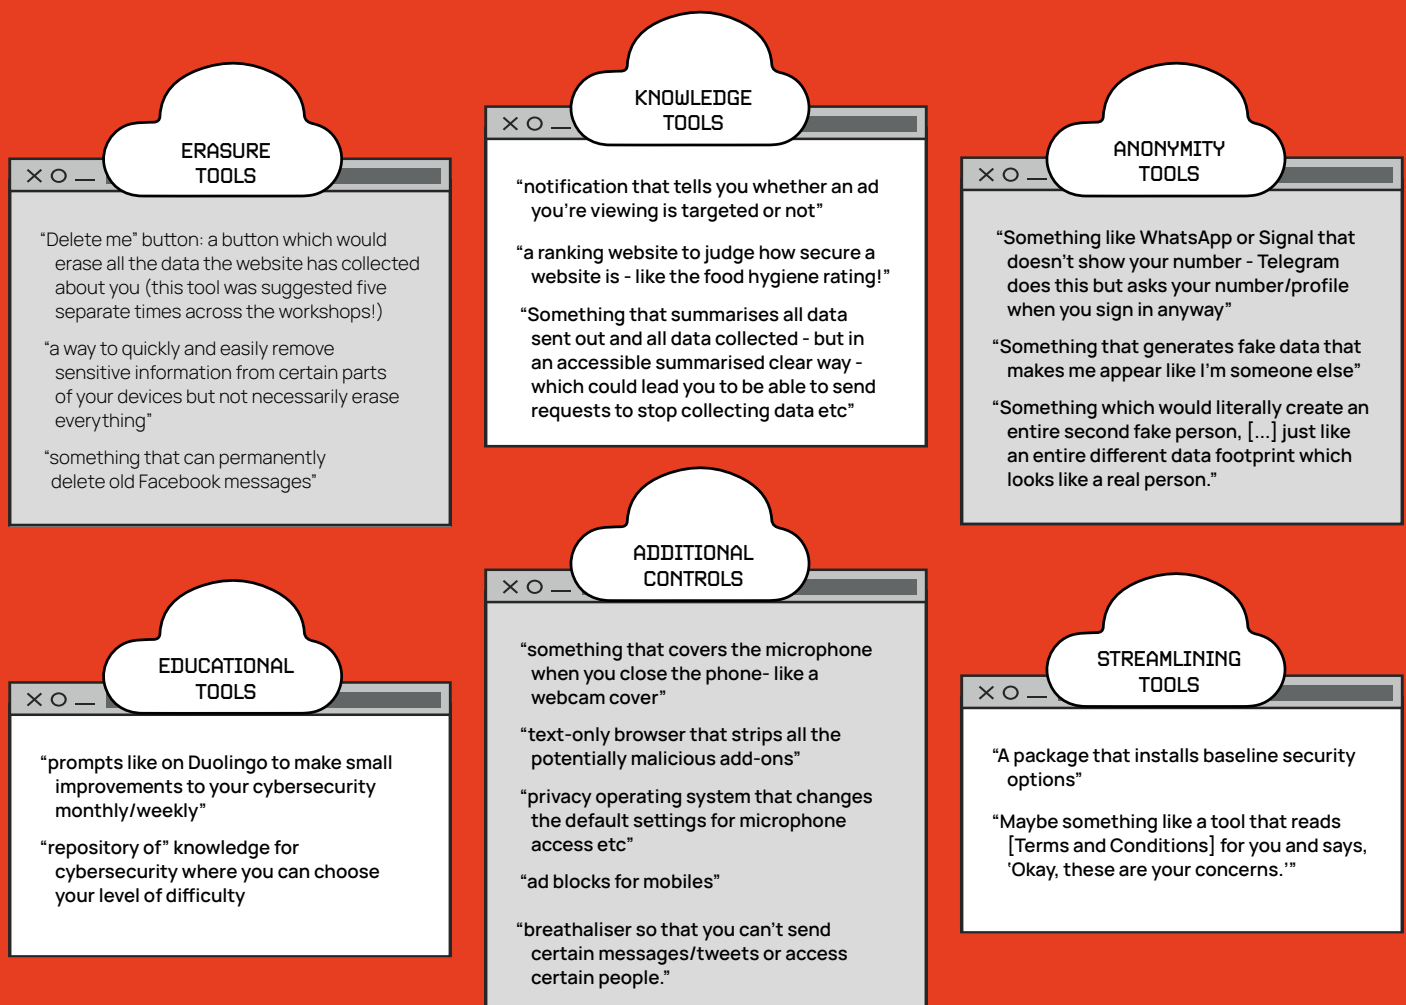 ERASURE
TOOLS
“Delete me” button: a button which would
erase all the data the website has collected
about you (this tool was suggested five
separate times across the workshops!)
“a way to quickly and easily remove
sensitive information from certain parts
of your devices but not necessarily erase
everything”
“something that can permanently
delete old Facebook messages”
KNOWLEDGE
TOOLS
“notification that tells you whether an ad
you’re viewing is targeted or not”
“a ranking website to judge how secure a
website is - like the food hygiene rating!”
“Something that summarises all data
sent out and all data collected - but in
an accessible summarised clear way -
which could lead you to be able to send
requests to stop collecting data etc”
ANONYMITY
TOOLS
“Something like WhatsApp or Signal that
doesn’t show your number - Telegram
does this but asks your number/profile
when you sign in anyway”
“Something that generates fake data that
makes me appear like I’m someone else”
“Something which would literally create an
entire second fake person, [...] just like
an entire different data footprint which
looks like a real person.”
EDUCATIONAL
TOOLS
“prompts like on Duolingo to make small
improvements to your cybersecurity
monthly/weekly”
“repository of” knowledge for
cybersecurity where you can choose
your level of difficulty
ADDITIONAL
CONTROLS
“something that covers the microphone
when you close the phone- like a
webcam cover”
“text-only browser that strips all the
potentially malicious add-ons”
“privacy operating system that changes
the default settings for microphone
access etc”
“ad blocks for mobiles”
“breathaliser so that you can’t send
certain messages/tweets or access
certain people.”
STREAMLINING
TOOLS
“A package that installs baseline security
options”
“Maybe something like a tool that reads
[Terms and Conditions] for you and says,
‘Okay, these are your concerns.’”